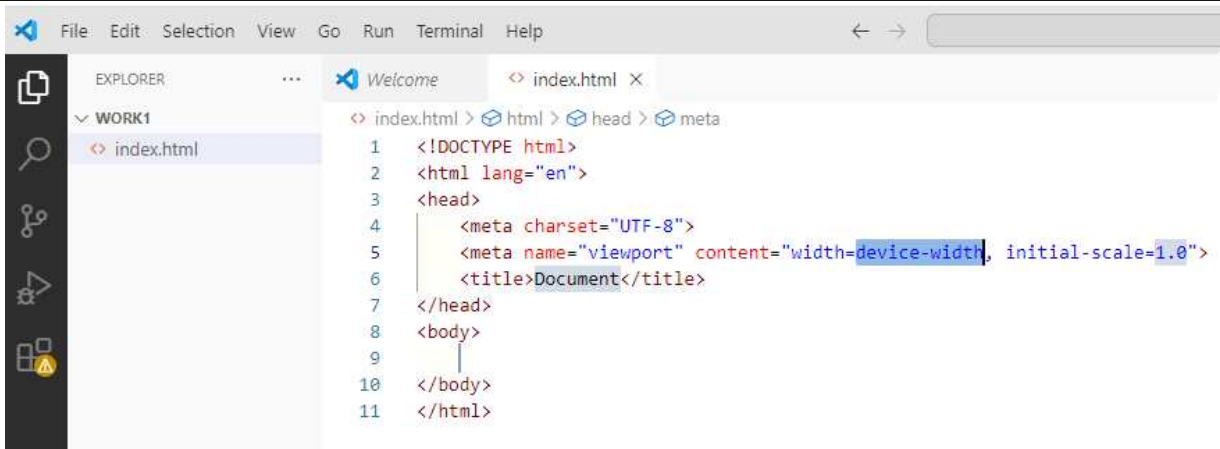 File Edit Selection View Go Run Terminal Help
EXPLORER ...
WORK1
index.html
Welcome index.html
index.html > html > head > meta
1 <!DOCTYPE html>
2 <html lang="en">
3 <head>
4 <meta charset="UTF-8">
5 <meta name="viewport" content="width=device-width, initial-scale=1.0">
6 <title>Document</title>
7 </head>
8 <body>
9
10 </body>
11 </html>